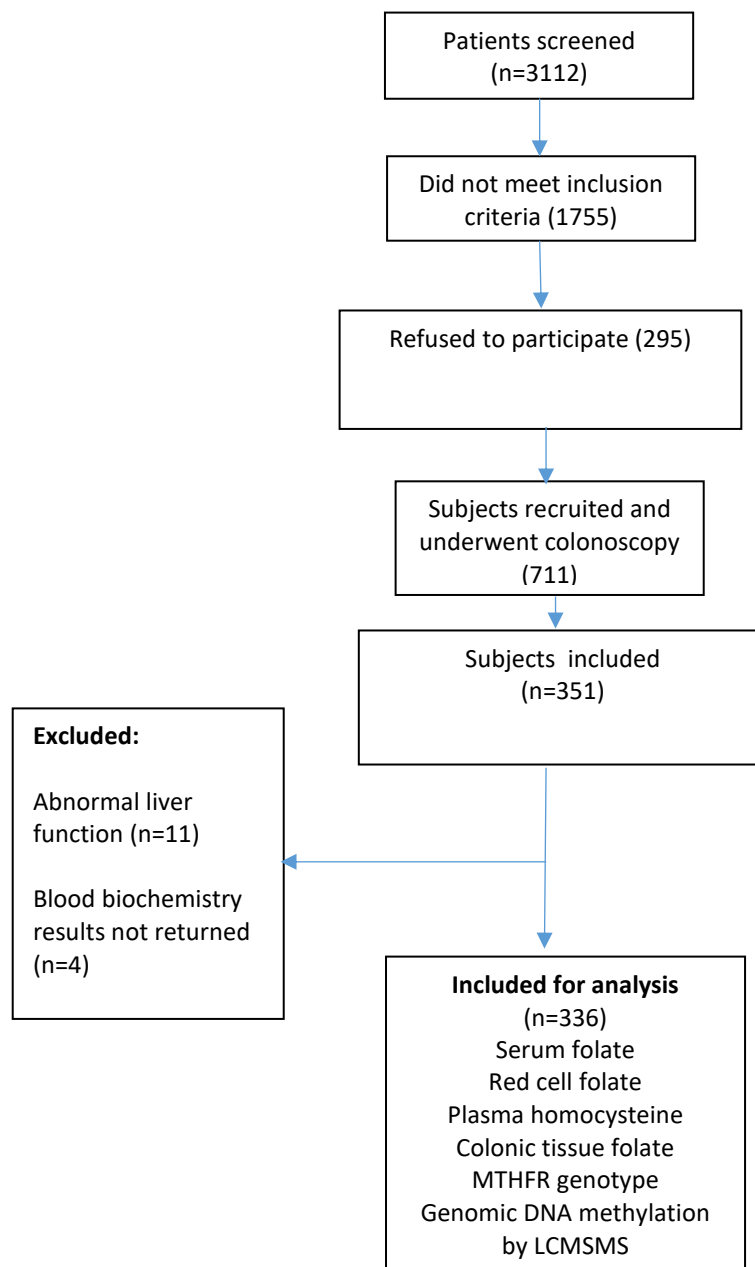 Patients screened
(n=3112)
Did not meet inclusion
criteria (1755)
Refused to participate (295)
Subjects recruited and
underwent colonoscopy
(711)
Subjects  included
(n=351)
Excluded:
Abnormal liver
function (n=11)
Blood biochemistry
results not returned
(n=4)
Included for analysis
(n=336)
Serum folate
Red cell folate
Plasma homocysteine
Colonic tissue folate
MTHFR genotype
Genomic DNA methylation
by LCMSMS